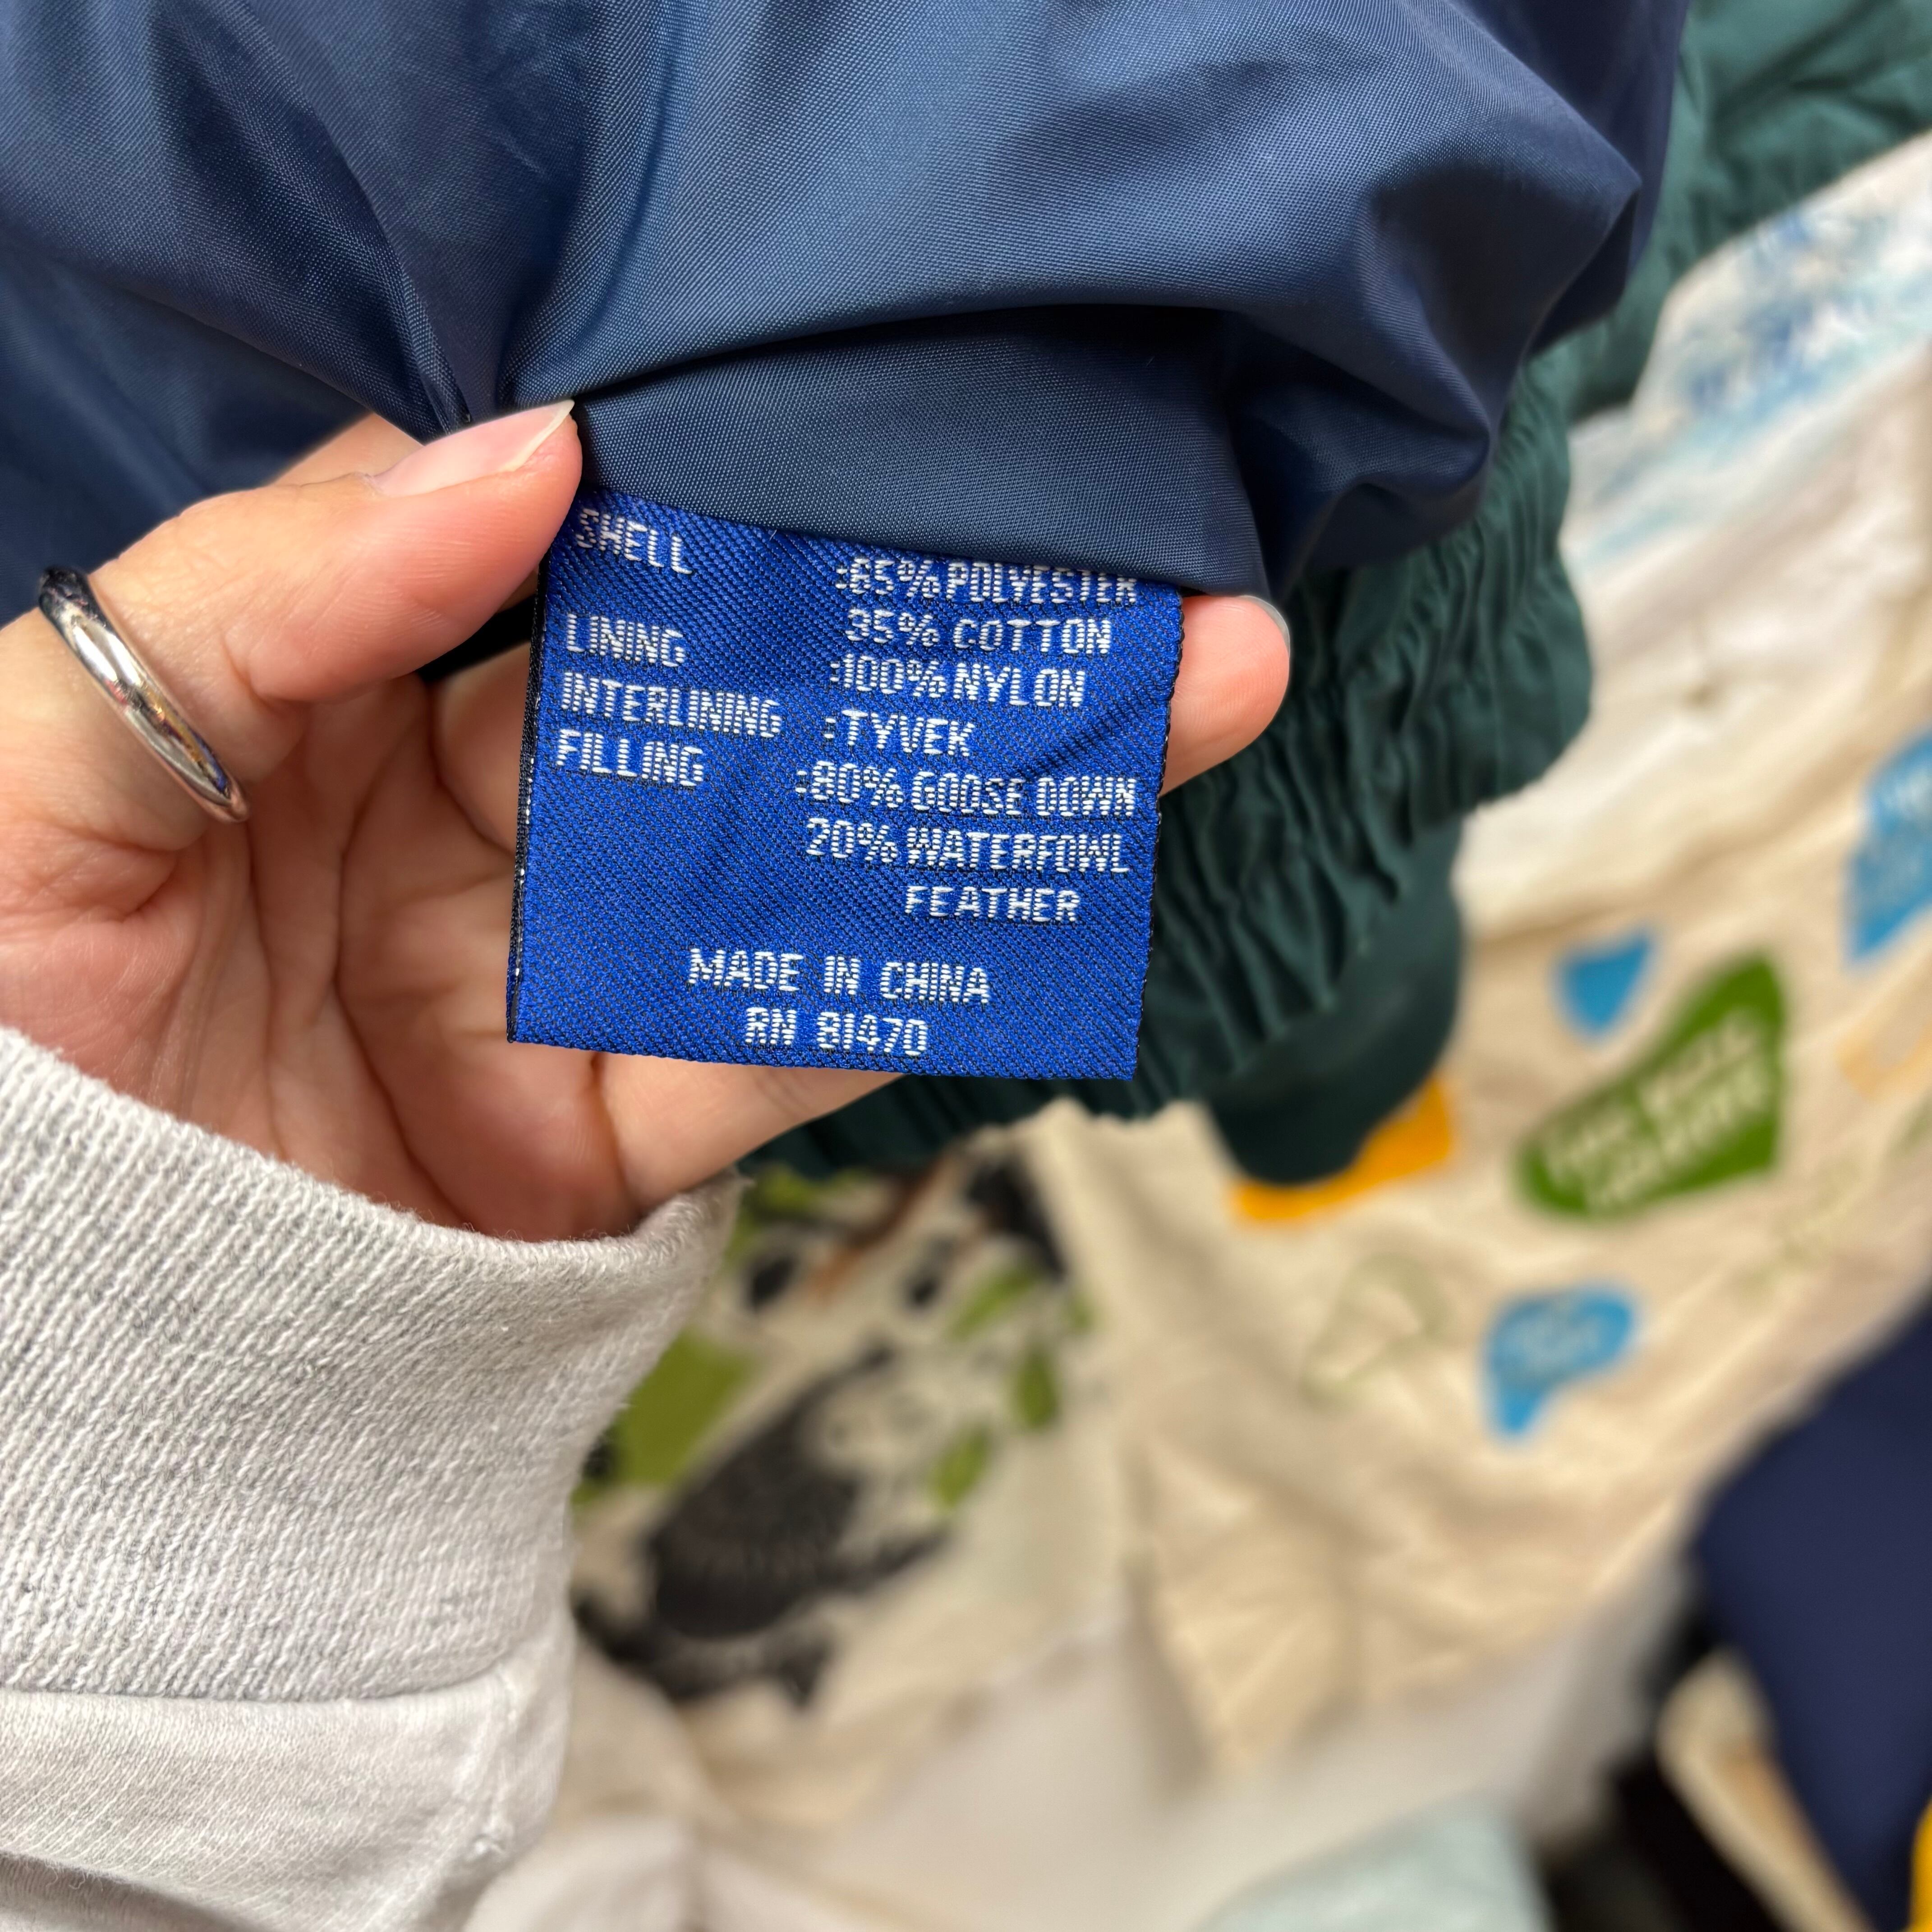 SHELL :65% POLYESTER
35% COTTON
LINING :100% NYLON
INTERLINING :TYVEK
FILLING :80% GOOSE DOWN
20% WATERFOWL
FEATHER
MADE IN CHINA
RN 81470